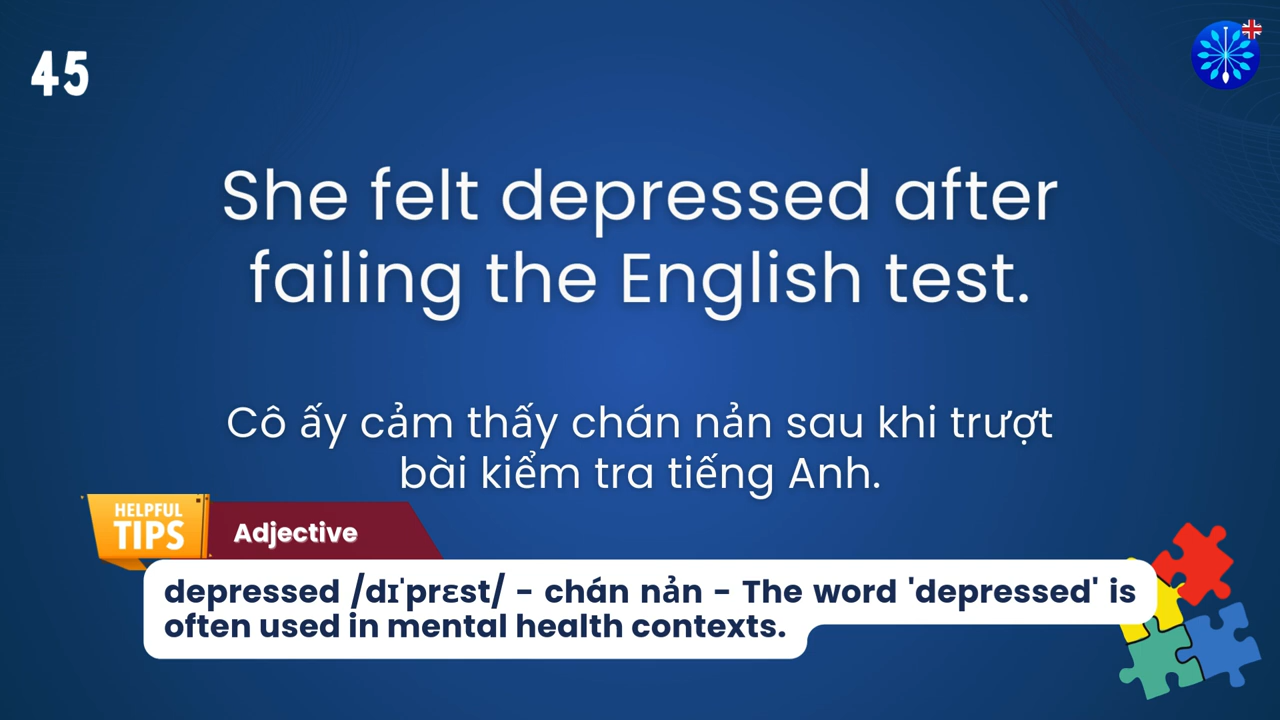 45
She felt depressed after
failing the English test.
Cô ấy cảm thấy chán nản sau khi trượt
bài kiểm tra tiếng Anh.
HELPFUL
TIPS
Adjective
depressed /dɪˈprɛst/ - chán nản - The word 'depressed' is
often used in mental health contexts.